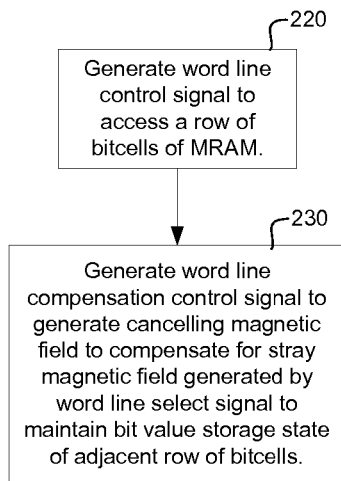 220
Generate word line
control signal to
access a row of
bitcells of MRAM.
230
Generate word line
compensation control signal to
generate cancelling magnetic
field to compensate for stray
magnetic field generated by
word line select signal to
maintain bit value storage state
of adjacent row of bitcells.